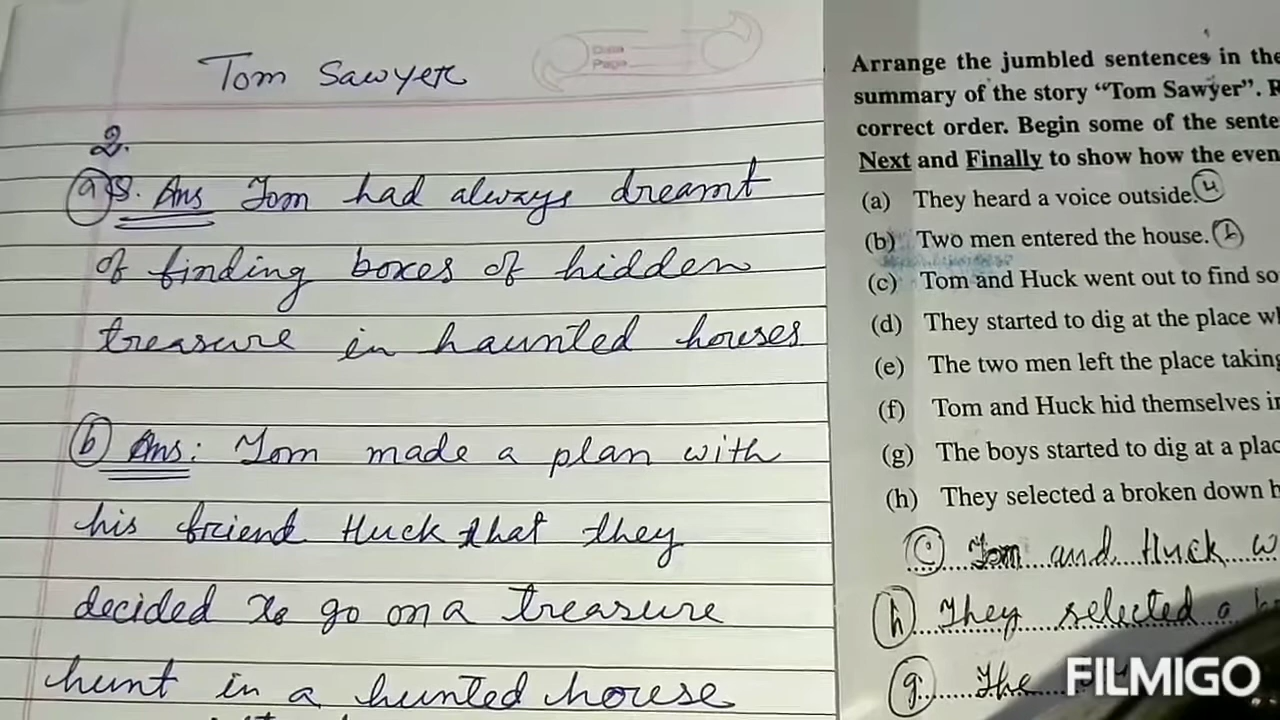 Tom Sawyer
Date
Page
2.
(a) Ans Tom had always dreamt
of finding boxes of hidden
treasure in haunted houses
(b) Ans: Tom made a plan with
his friend Huck that they
decided to go on a treasure
hunt in a hunted house
Arrange the jumbled sentences in the
summary of the story “Tom Sawyer”. R
correct order. Begin some of the sente
Next and Finally to show how the even
(a) They heard a voice outside. 4
(b) Two men entered the house.
(c) Tom and Huck went out to find so
(d) They started to dig at the place w
(e) The two men left the place taking
(f) Tom and Huck hid themselves in
(g) The boys started to dig at a plac
(h) They selected a broken down h
(c) Tom and Huck w
(h) They selected a
(g) The
FILMIGO